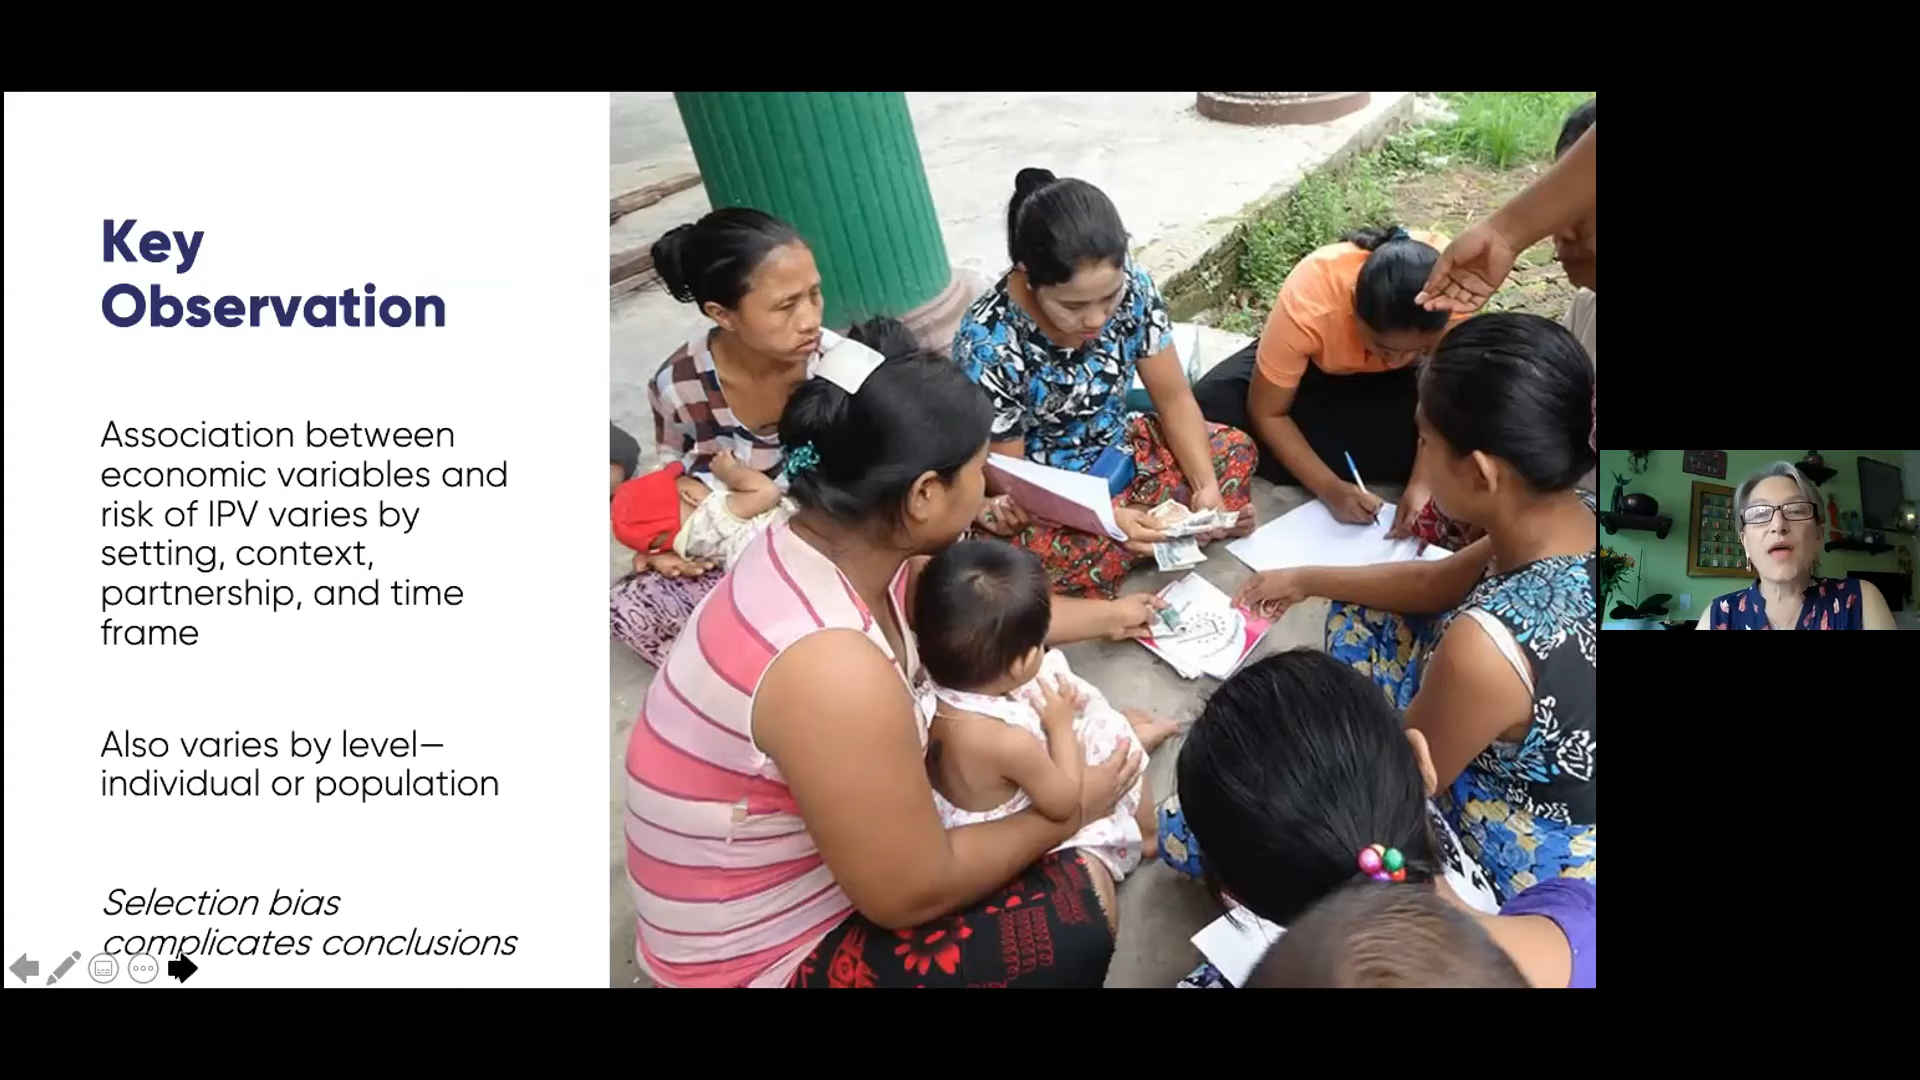 Key
Observation
Association between
economic variables and
risk of IPV varies by
setting, context,
partnership, and time
frame
Also varies by level—
individual or population
Selection bias
complicates conclusions